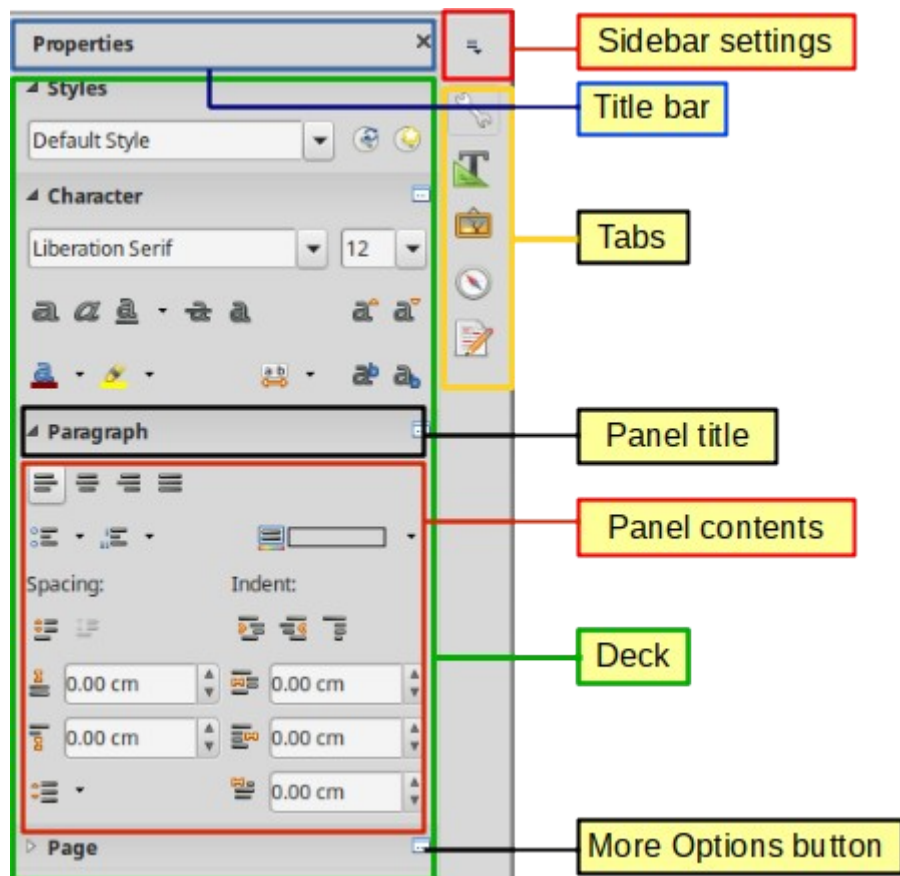 Properties
Sidebar settings
Styles
Title bar
Default Style
Character
Tabs
Liberation Serif
12
Paragraph
Panel title
Panel contents
Spacing:
Indent:
Deck
0.00 cm
0.00 cm
0.00 cm
0.00 cm
0.00 cm
Page
More Options button